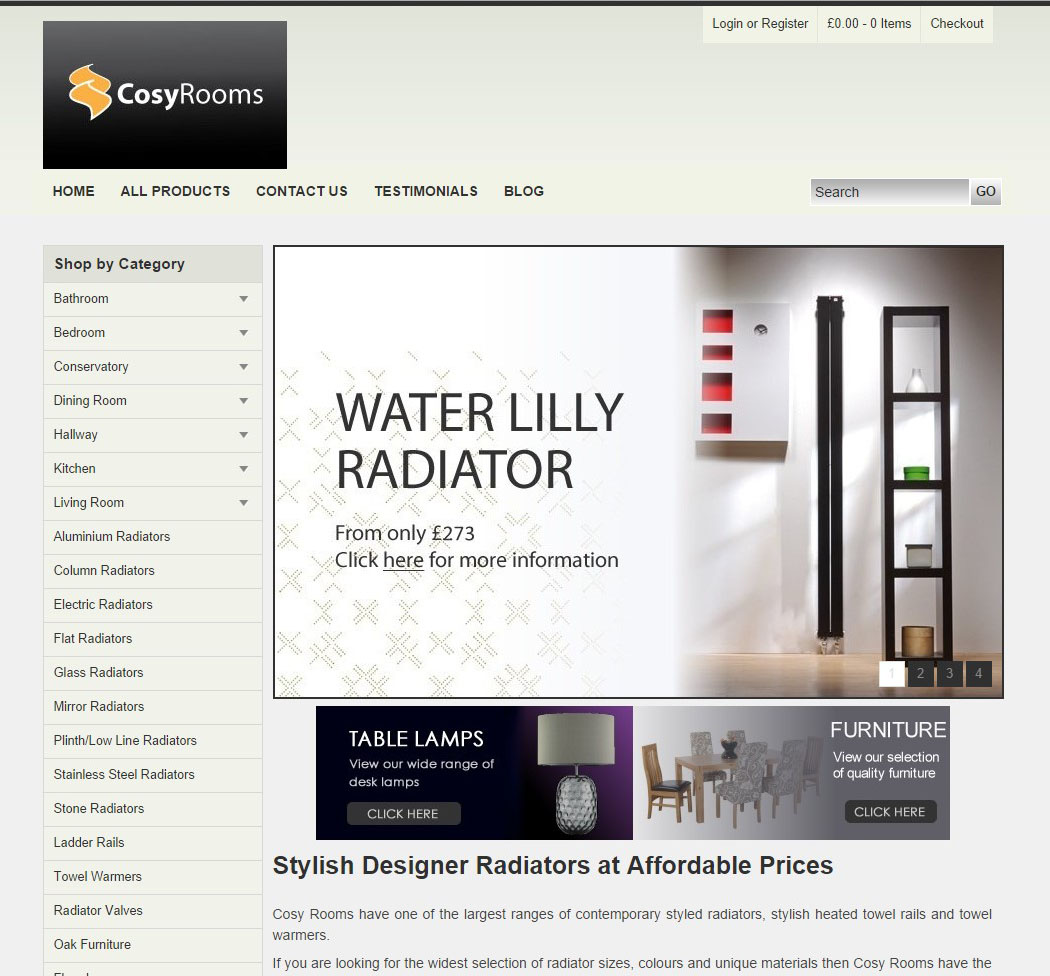 Login or Register
£0.00 - 0 Items
Checkout
CosyRooms
HOME
ALL PRODUCTS
CONTACT US
TESTIMONIALS
BLOG
Search
GO
Shop by Category
Bathroom
Bedroom
Conservatory
Dining Room
Hallway
Kitchen
Living Room
Aluminium Radiators
Column Radiators
Electric Radiators
Flat Radiators
Glass Radiators
Mirror Radiators
Plinth/Low Line Radiators
Stainless Steel Radiators
Stone Radiators
Ladder Rails
Towel Warmers
Radiator Valves
Oak Furniture
WATER LILLY
RADIATOR
From only £273
Click here for more information
1 2 3 4
TABLE LAMPS
View our wide range of
desk lamps
CLICK HERE
FURNITURE
View our selection
of quality furniture
CLICK HERE
Stylish Designer Radiators at Affordable Prices
Cosy Rooms have one of the largest ranges of contemporary styled radiators, stylish heated towel rails and towel
warmers.
If you are looking for the widest selection of radiator sizes, colours and unique materials then Cosy Rooms have the